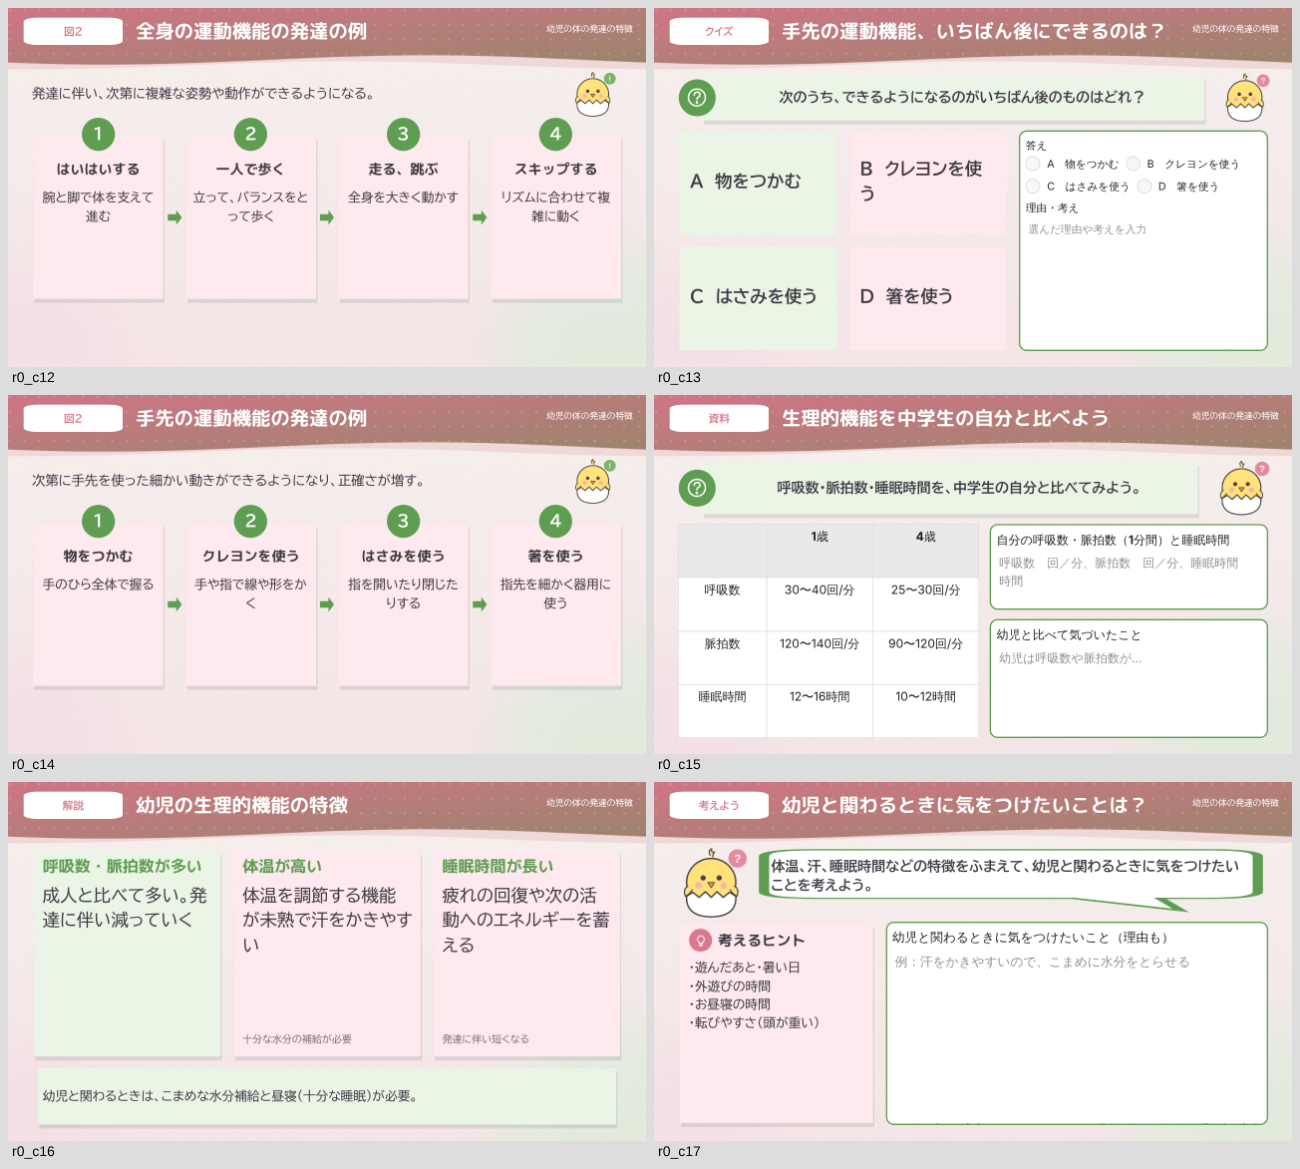 図2
全身の運動機能の発達の例
幼児の体の発達の特徴
発達に伴い、次第に複雑な姿勢や動作ができるようになる。
!
1
2
3
4
はいはいする
一人で歩く
走る、跳ぶ
スキップする
腕と脚で体を支えて
進む
立って、バランスをと
って歩く
全身を大きく動かす
リズムに合わせて複
雑に動く
r0_c12
クイズ
手先の運動機能、いちばん後にできるのは？
幼児の体の発達の特徴
?
次のうち、できるようになるのがいちばん後のものはどれ？
?
A 物をつかむ
B クレヨンを使
う
C はさみを使う
D 箸を使う
答え
A 物をつかむ
B クレヨンを使う
C はさみを使う
D 箸を使う
理由・考え
選んだ理由や考えを入力
r0_c13
図2
手先の運動機能の発達の例
幼児の体の発達の特徴
次第に手先を使った細かい動きができるようになり、正確さが増す。
!
1
2
3
4
物をつかむ
クレヨンを使う
はさみを使う
箸を使う
手のひら全体で握る
手や指で線や形をか
く
指を開いたり閉じた
りする
指先を細かく器用に
使う
r0_c14
資料
生理的機能を中学生の自分と比べよう
幼児の体の発達の特徴
?
呼吸数・脈拍数・睡眠時間を、中学生の自分と比べてみよう。
?
1歳
4歳
呼吸数
30〜40回/分
25〜30回/分
脈拍数
120〜140回/分
90〜120回/分
睡眠時間
12〜16時間
10〜12時間
自分の呼吸数・脈拍数（1分間）と睡眠時間
呼吸数　回／分、脈拍数　回／分、睡眠時間
時間
幼児と比べて気づいたこと
幼児は呼吸数や脈拍数が…
r0_c15
解説
幼児の生理的機能の特徴
幼児の体の発達の特徴
呼吸数・脈拍数が多い
成人と比べて多い。発
達に伴い減っていく
体温が高い
体温を調節する機能
が未熟で汗をかきやす
い
十分な水分の補給が必要
睡眠時間が長い
疲れの回復や次の活
動へのエネルギーを蓄
える
発達に伴い短くなる
幼児と関わるときは、こまめな水分補給と昼寝（十分な睡眠）が必要。
r0_c16
考えよう
幼児と関わるときに気をつけたいことは？
幼児の体の発達の特徴
?
体温、汗、睡眠時間などの特徴をふまえて、幼児と関わるときに気をつけたい
ことを考えよう。
考えるヒント
・遊んだあと・暑い日
・外遊びの時間
・お昼寝の時間
・転びやすさ（頭が重い）
幼児と関わるときに気をつけたいこと（理由も）
例：汗をかきやすいので、こまめに水分をとらせる
r0_c17